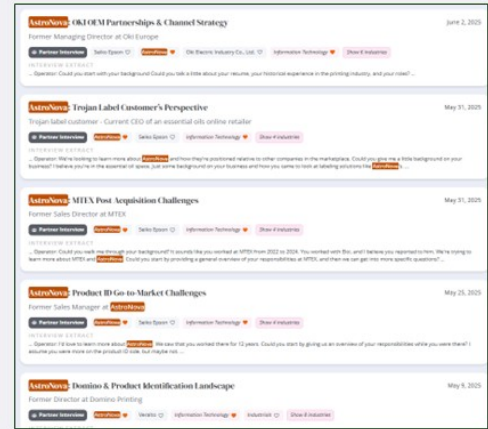 AstroNova: OKI OEM Partnerships & Channel Strategy
June 2, 2025
Former Managing Director at Oki Europe
Partner Interview Seiko Epson AstroNova Oki Electric Industry Co., Ltd. Information Technology Show 6 Industries
INTERVIEW EXTRACT
... Operator: Could you start with your background Could you talk a little about your resume, your historical experience in the printing industry, and your roles? ...
AstroNova: Trojan Label Customer's Perspective
May 31, 2025
Trojan label customer - Current CEO of an essential oils online retailer
Partner Interview AstroNova Seiko Epson Information Technology Show 4 Industries
INTERVIEW EXTRACT
... Operator: We're looking to learn more about AstroNova and how they're positioned relative to other companies in the marketplace. Could you give me a little background on your
business? I believe you're in the essential oil space. Just some background on your business and how you came to look at labeling solutions like AstroNova's ...
AstroNova: MTEX Post Acquisition Challenges
May 31, 2025
Former Sales Director at MTEX
Partner Interview AstroNova Seiko Epson Information Technology Show 4 Industries
INTERVIEW EXTRACT
... Operator: Could you walk me through your background? It sounds like you worked at MTEX from 2022 to 2024. You worked with Eloi, and I believe you reported to him. We're trying to
learn more about MTEX and AstroNova. Could you start by providing a general overview of your responsibilities at MTEX, and then we can get into more specific questions? ...
AstroNova: Product ID Go-to-Market Challenges
May 25, 2025
Former Sales Manager at AstroNova
Partner Interview AstroNova Seiko Epson Information Technology Show 4 Industries
INTERVIEW EXTRACT
... Operator: I'd love to learn more about AstroNova. We saw that you worked there for 12 years. Could you start by giving us an overview of your responsibilities while you were there? I
assume you were more on the product ID side, but maybe not. ...
AstroNova: Domino & Product Identification Landscape
May 9, 2025
Former Director at Domino Printing
Partner Interview AstroNova Veralto Information Technology Industrials Show 6 Industries